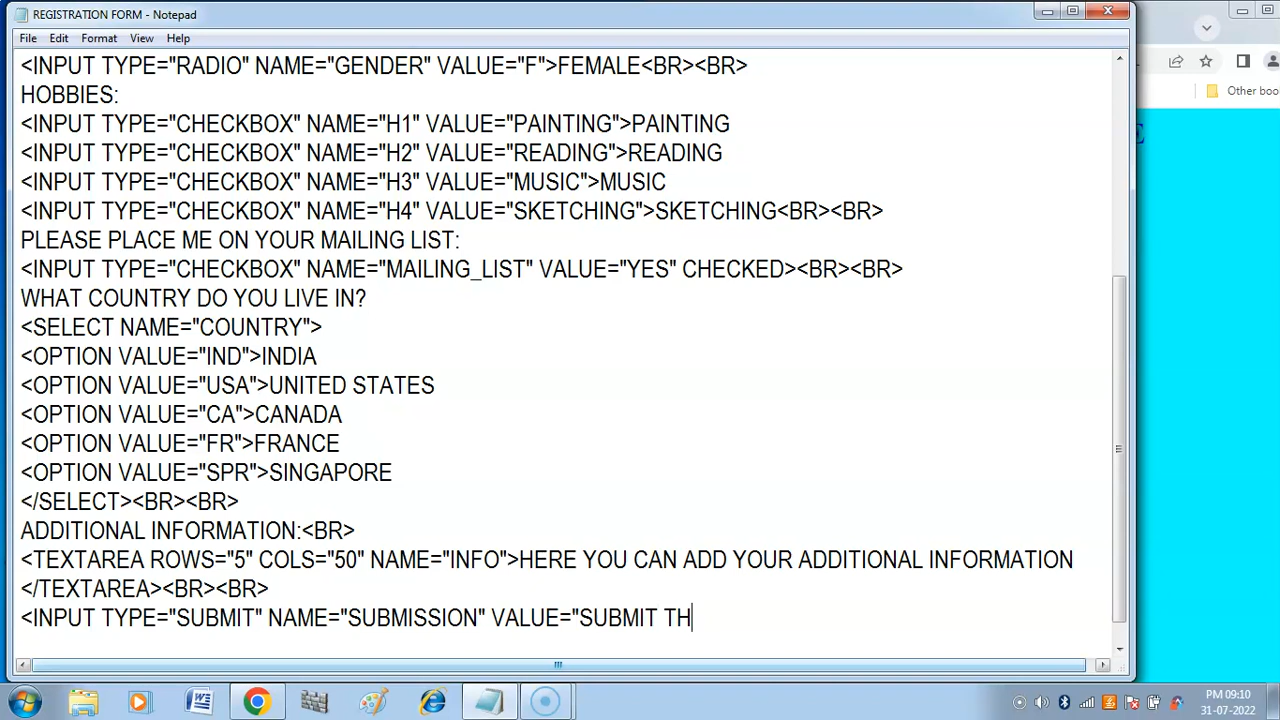 REGISTRATION FORM - Notepad
File Edit Format View Help
<INPUT TYPE="RADIO" NAME="GENDER" VALUE="F">FEMALE<BR><BR>
HOBBIES:
<INPUT TYPE="CHECKBOX" NAME="H1" VALUE="PAINTING">PAINTING
<INPUT TYPE="CHECKBOX" NAME="H2" VALUE="READING">READING
<INPUT TYPE="CHECKBOX" NAME="H3" VALUE="MUSIC">MUSIC
<INPUT TYPE="CHECKBOX" NAME="H4" VALUE="SKETCHING">SKETCHING<BR><BR>
PLEASE PLACE ME ON YOUR MAILING LIST:
<INPUT TYPE="CHECKBOX" NAME="MAILING_LIST" VALUE="YES" CHECKED><BR><BR>
WHAT COUNTRY DO YOU LIVE IN?
<SELECT NAME="COUNTRY">
<OPTION VALUE="IND">INDIA
<OPTION VALUE="USA">UNITED STATES
<OPTION VALUE="CA">CANADA
<OPTION VALUE="FR">FRANCE
<OPTION VALUE="SPR">SINGAPORE
</SELECT><BR><BR>
ADDITIONAL INFORMATION:<BR>
<TEXTAREA ROWS="5" COLS="50" NAME="INFO">HERE YOU CAN ADD YOUR ADDITIONAL INFORMATION
</TEXTAREA><BR><BR>
<INPUT TYPE="SUBMIT" NAME="SUBMISSION" VALUE="SUBMIT TH
Other boo
E
PM 09:10
31-07-2022